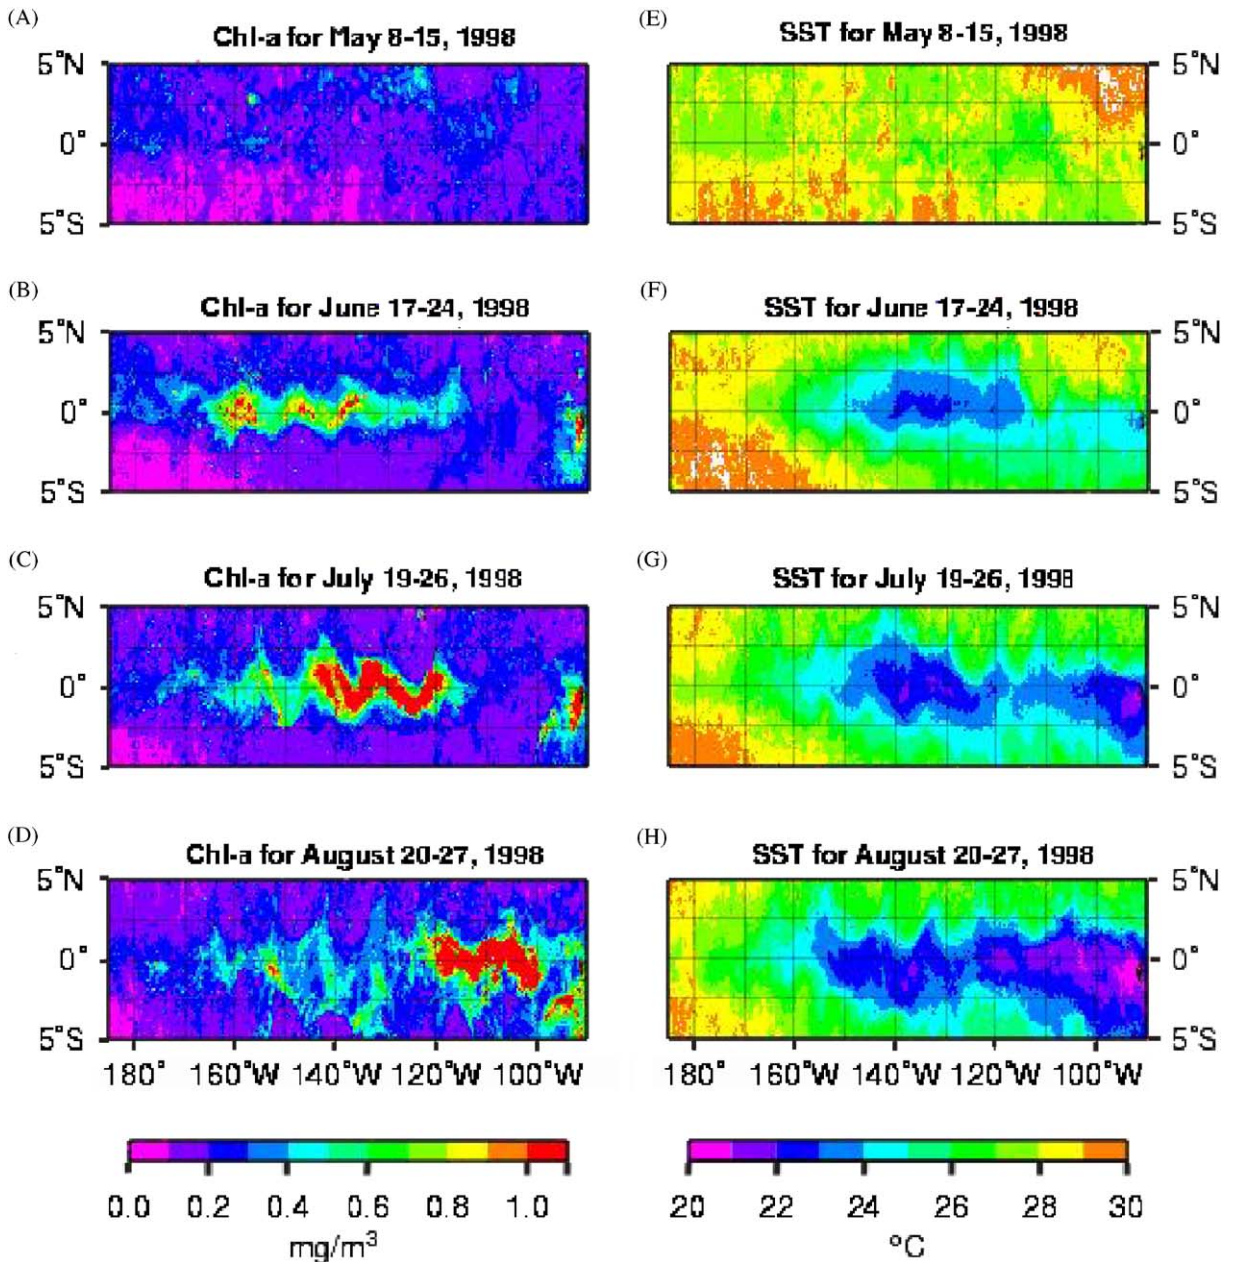 (A)
Chl-a for May 8-15, 1998
5°N
0°
5°S
(E)
SST for May 8-15, 1998
5°N
0°
5°S
(B)
Chl-a for June 17-24, 1998
5°N
0°
5°S
(F)
SST for June 17-24, 1998
5°N
0°
5°S
(C)
Chl-a for July 19-26, 1998
5°N
0°
5°S
(G)
SST for July 19-26, 1998
5°N
0°
5°S
(D)
Chl-a for August 20-27, 1998
5°N
0°
5°S
180° 160°W 140°W 120°W 100°W
(H)
SST for August 20-27, 1998
5°N
0°
5°S
180° 160°W 140°W 120°W 100°W
0.0 0.2 0.4 0.6 0.8 1.0
mg/m³
20 22 24 26 28 30
°C